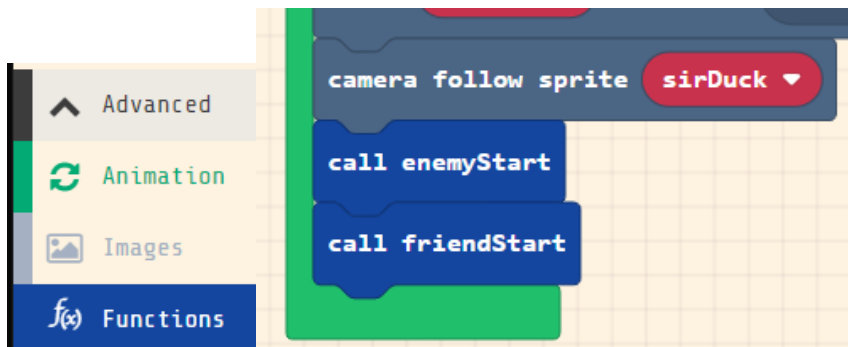 Advanced
Animation
Images
f(x) Functions
camera follow sprite sirDuck
call enemyStart
call friendStart